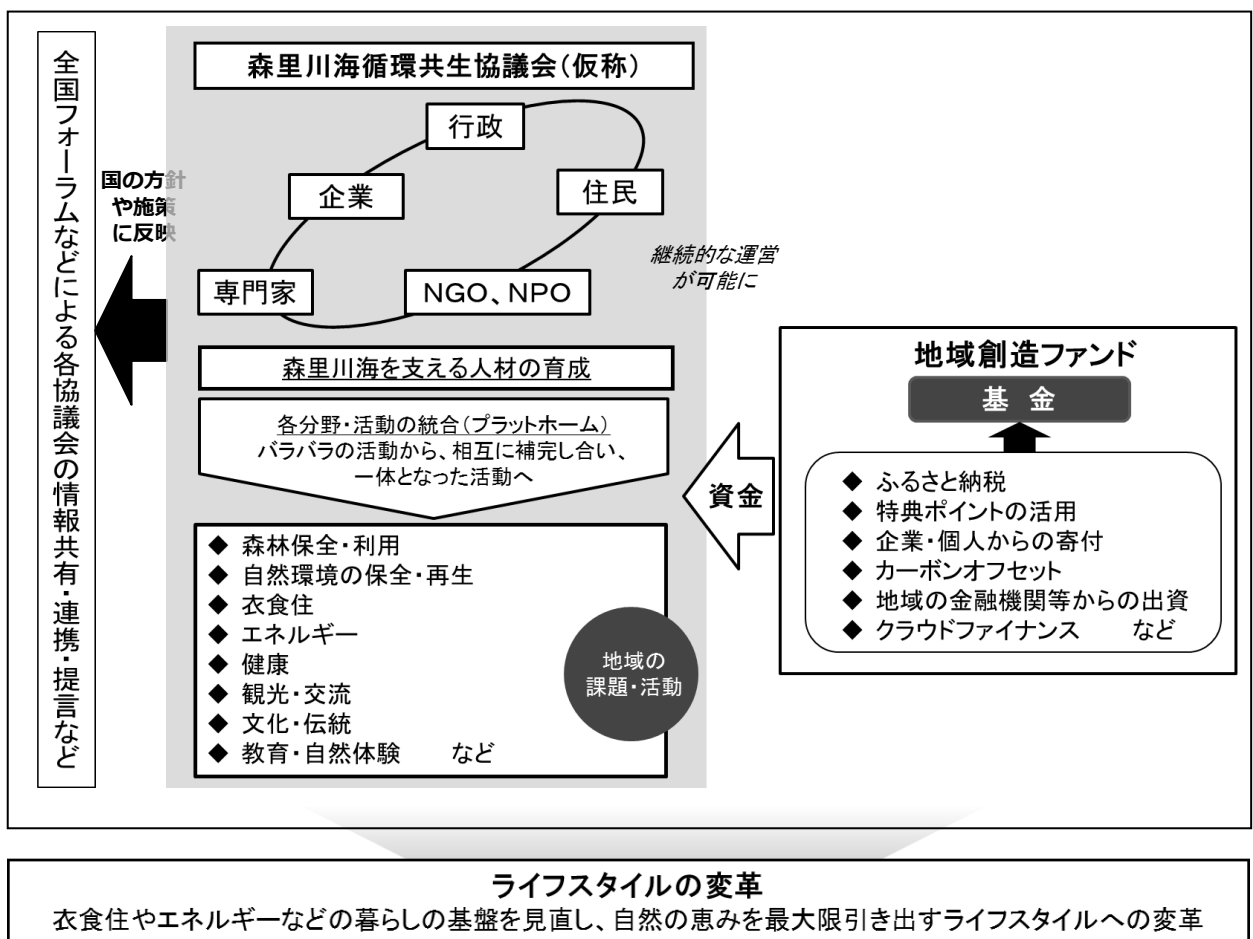 全国フォーラムなどによる各協議会の情報共有・連携・提言など
国の方針
や施策
に反映
森里川海循環共生協議会(仮称)
行政
企業
住民
専門家
NGO、NPO
継続的な運営
が可能に
森里川海を支える人材の育成
各分野・活動の統合(プラットホーム)
バラバラの活動から、相互に補完し合い、
一体となった活動へ
◆ 森林保全・利用
◆ 自然環境の保全・再生
◆ 衣食住
◆ エネルギー
◆ 健康
◆ 観光・交流
◆ 文化・伝統
◆ 教育・自然体験 など
地域の
課題・活動
資金
地域創造ファンド
基 金
◆ ふるさと納税
◆ 特典ポイントの活用
◆ 企業・個人からの寄付
◆ カーボンオフセット
◆ 地域の金融機関等からの出資
◆ クラウドファイナンス など
ライフスタイルの変革
衣食住やエネルギーなどの暮らしの基盤を見直し、自然の恵みを最大限引き出すライフスタイルへの変革